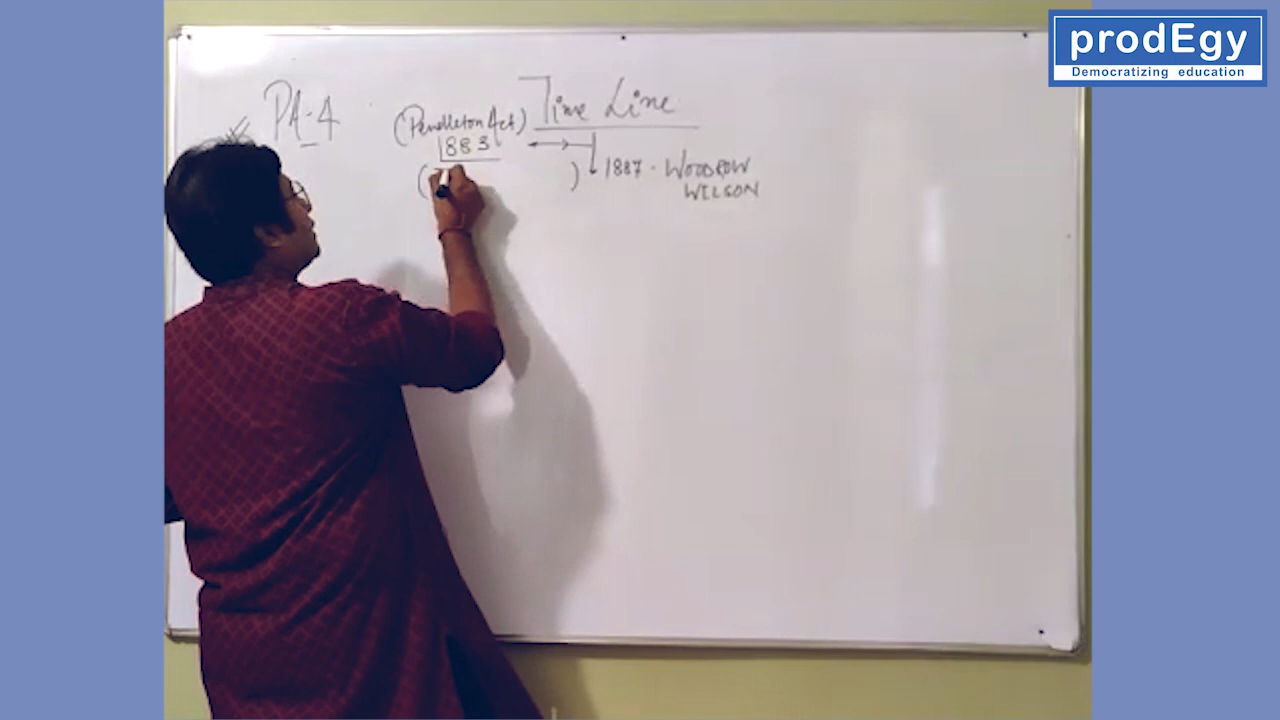 prodEgy
Democratizing education
PA-4
Time Line
(Pendleton Act)
1883
( ) 1887 - WOODROW
WILSON